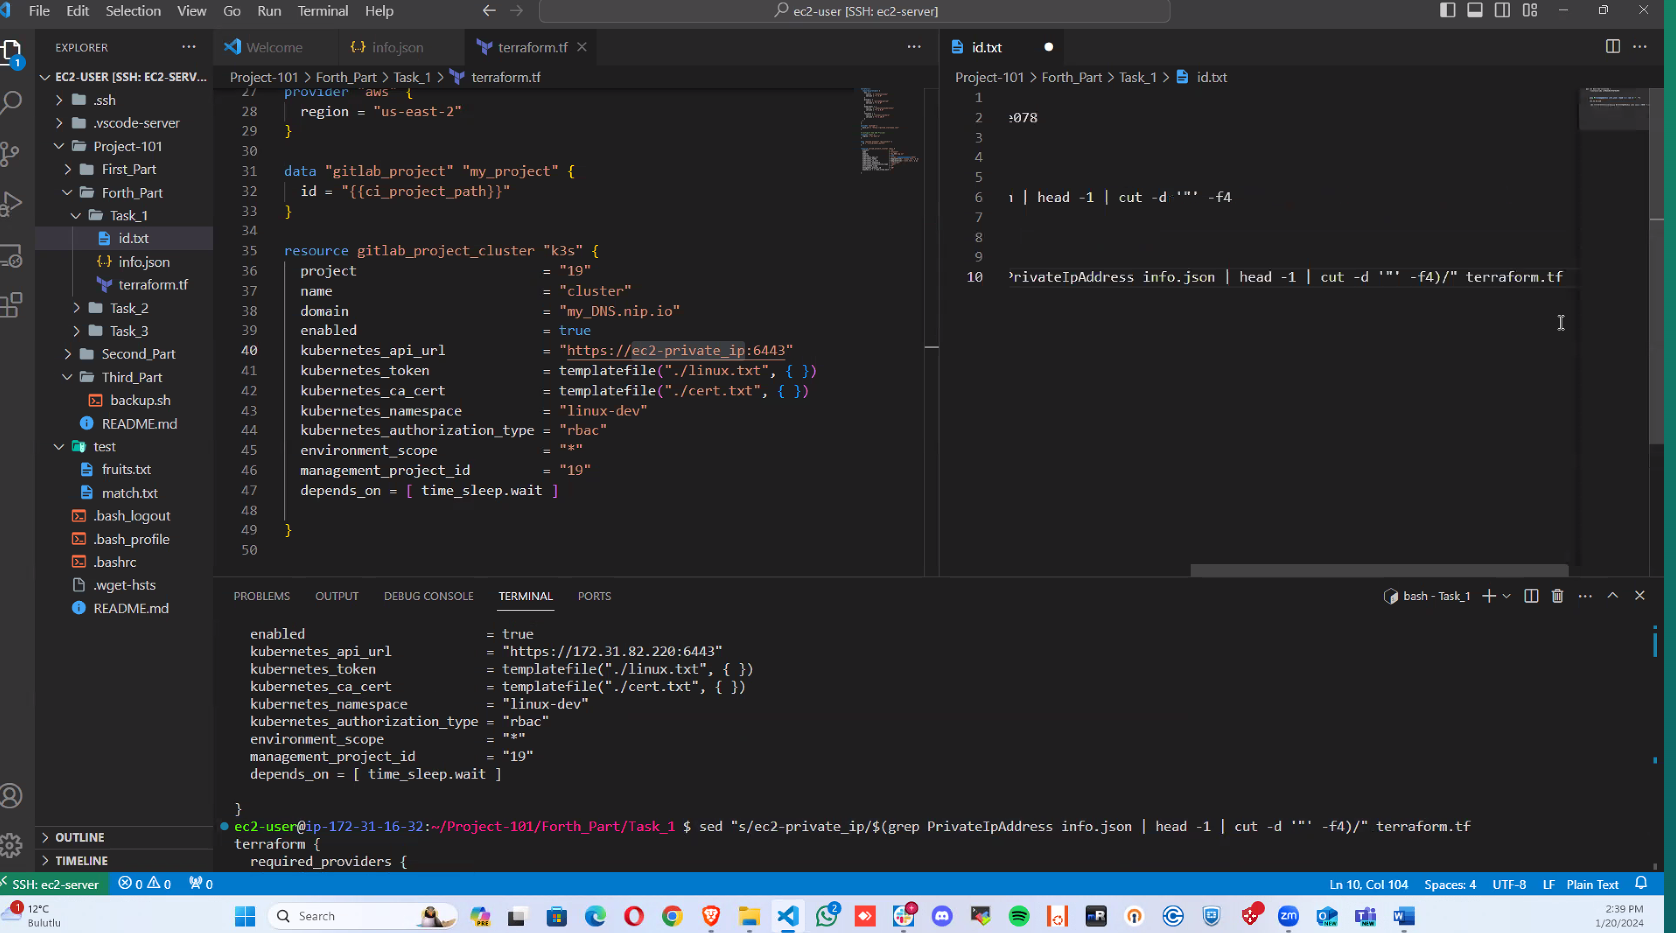 File Edit Selection View Go Run Terminal Help
ec2-user [SSH: ec2-server]
EXPLORER
Welcome
info.json
terraform.tf
id.txt
EC2-USER [SSH: EC2-SERV...
Project-101 > Forth_Part > Task_1 > terraform.tf
Project-101 > Forth_Part > Task_1 > id.txt
.ssh
.vscode-server
Project-101
First_Part
Forth_Part
Task_1
id.txt
info.json
terraform.tf
Task_2
Task_3
Second_Part
Third_Part
backup.sh
README.md
test
fruits.txt
match.txt
.bash_logout
.bash_profile
.bashrc
.wget-hsts
README.md
OUTLINE
TIMELINE
27 provider "aws" {
28 region = "us-east-2"
29 }
30
31 data "gitlab_project" "my_project" {
32 id = "{{ci_project_path}}"
33 }
34
35 resource gitlab_project_cluster "k3s" {
36 project = "19"
37 name = "cluster"
38 domain = "my_DNS.nip.io"
39 enabled = true
40 kubernetes_api_url = "https://ec2-private_ip:6443"
41 kubernetes_token = templatefile("./linux.txt", { })
42 kubernetes_ca_cert = templatefile("./cert.txt", { })
43 kubernetes_namespace = "linux-dev"
44 kubernetes_authorization_type = "rbac"
45 environment_scope = "*"
46 management_project_id = "19"
47 depends_on = [ time_sleep.wait ]
48
49 }
50
1
2 e078
3
4
5
6 | head -1 | cut -d '"' -f4
7
8
9
10 PrivateIpAddress info.json | head -1 | cut -d '"' -f4)/" terraform.tf
PROBLEMS OUTPUT DEBUG CONSOLE TERMINAL PORTS
bash - Task_1
enabled = true
kubernetes_api_url = "https://172.31.82.220:6443"
kubernetes_token = templatefile("./linux.txt", { })
kubernetes_ca_cert = templatefile("./cert.txt", { })
kubernetes_namespace = "linux-dev"
kubernetes_authorization_type = "rbac"
environment_scope = "*"
management_project_id = "19"
depends_on = [ time_sleep.wait ]
}
ec2-user@ip-172-31-16-32:~/Project-101/Forth_Part/Task_1 $ sed "s/ec2-private_ip/$(grep PrivateIpAddress info.json | head -1 | cut -d '"' -f4)/" terraform.tf
terraform {
required_providers {
SSH: ec2-server 0 0 0
Ln 10, Col 104 Spaces: 4 UTF-8 LF Plain Text
12°C
Bulutlu
Search
2:39 PM
1/20/2024